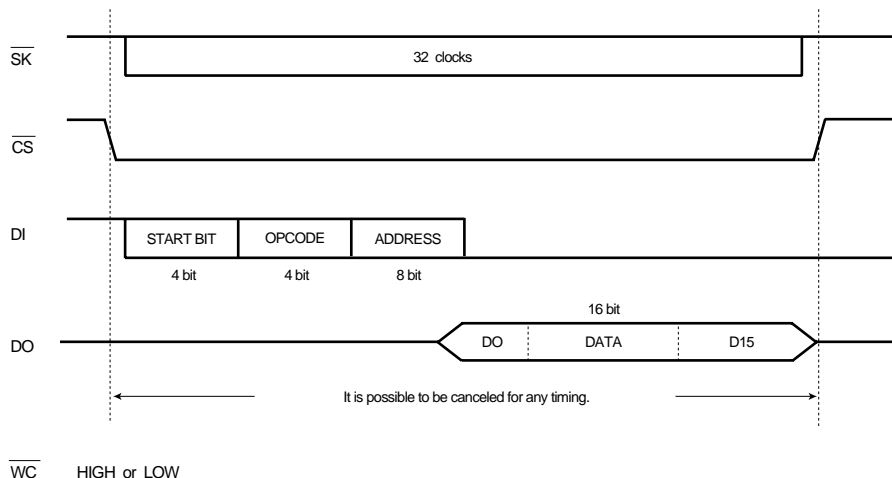 SK
32 clocks
CS
DI
START BIT
OPCODE
ADDRESS
4 bit
4 bit
8 bit
16 bit
DO
DO
DATA
D15
It is possible to be canceled for any timing.
WC HIGH or LOW